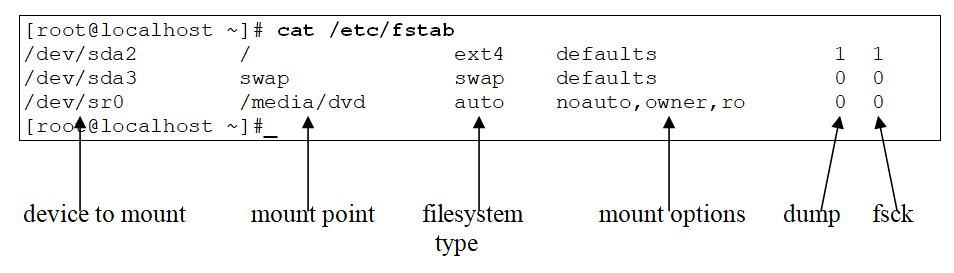 [root@localhost ~]# cat /etc/fstab
/dev/sda2 / ext4 defaults 1 1
/dev/sda3 swap swap defaults 0 0
/dev/sr0 /media/dvd auto noauto,owner,ro 0 0
[root@localhost ~]#_
device to mount mount point filesystem type mount options dump fsck